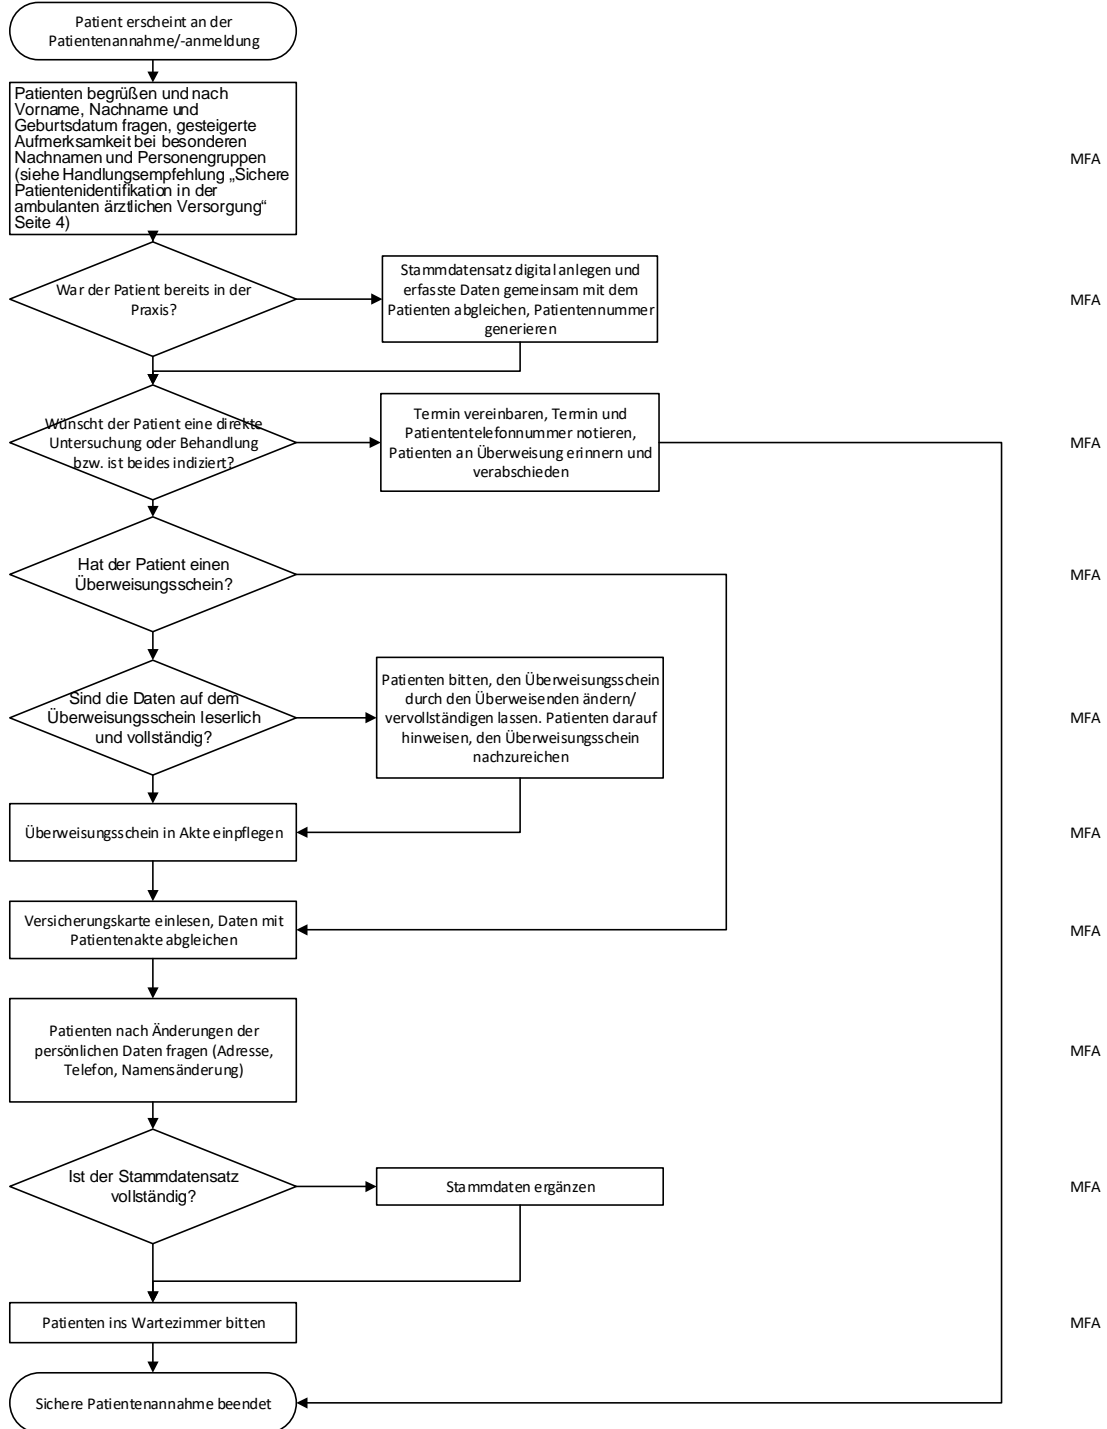 Patient erscheint an der
Patientenannahme/-anmeldung
Patienten begrüßen und nach
Vorname, Nachname und
Geburtsdatum fragen, gesteigerte
Aufmerksamkeit bei besonderen
Nachnamen und Personengruppen
(siehe Handlungsempfehlung „Sichere
Patientenidentifikation in der
ambulanten ärztlichen Versorgung“
Seite 4)
MFA
War der Patient bereits in der
Praxis?
Stammdatensatz digital anlegen und
erfasste Daten gemeinsam mit dem
Patienten abgleichen, Patientennummer
generieren
MFA
Wünscht der Patient eine direkte
Untersuchung oder Behandlung
bzw. ist beides indiziert?
Termin vereinbaren, Termin und
Patiententelefonnummer notieren,
Patienten an Überweisung erinnern und
verabschieden
MFA
Hat der Patient einen
Überweisungsschein?
MFA
Sind die Daten auf dem
Überweisungsschein leserlich
und vollständig?
Patienten bitten, den Überweisungsschein
durch den Überweisenden ändern/
vervollständigen lassen. Patienten darauf
hinweisen, den Überweisungsschein
nachzureichen
MFA
Überweisungsschein in Akte einpflegen
MFA
Versicherungskarte einlesen, Daten mit
Patientenakte abgleichen
MFA
Patienten nach Änderungen der
persönlichen Daten fragen (Adresse,
Telefon, Namensänderung)
MFA
Ist der Stammdatensatz
vollständig?
Stammdaten ergänzen
MFA
Patienten ins Wartezimmer bitten
MFA
Sichere Patientenannahme beendet